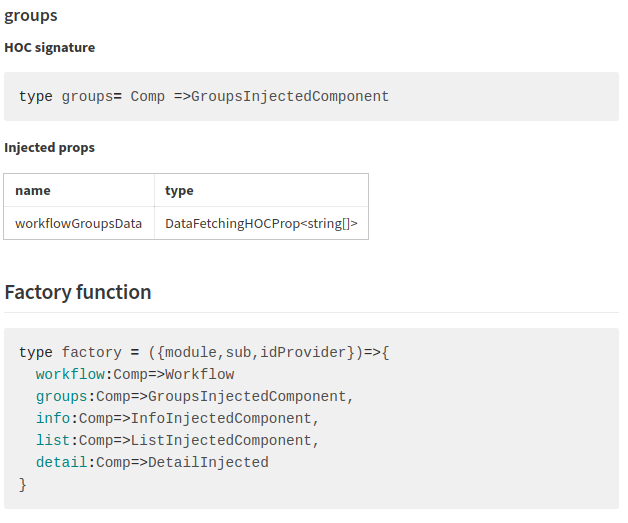 groups
HOC signature
type groups= Comp =>GroupsInjectedComponent
Injected props
name type
workflowGroupsData DataFetchingHOCProp<string[]>
Factory function
type factory = ({module,sub,idProvider})=>{
  workflow:Comp=>Workflow
  groups:Comp=>GroupsInjectedComponent,
  info:Comp=>InfoInjectedComponent,
  list:Comp=>ListInjectedComponent,
  detail:Comp=>DetailInjected
}